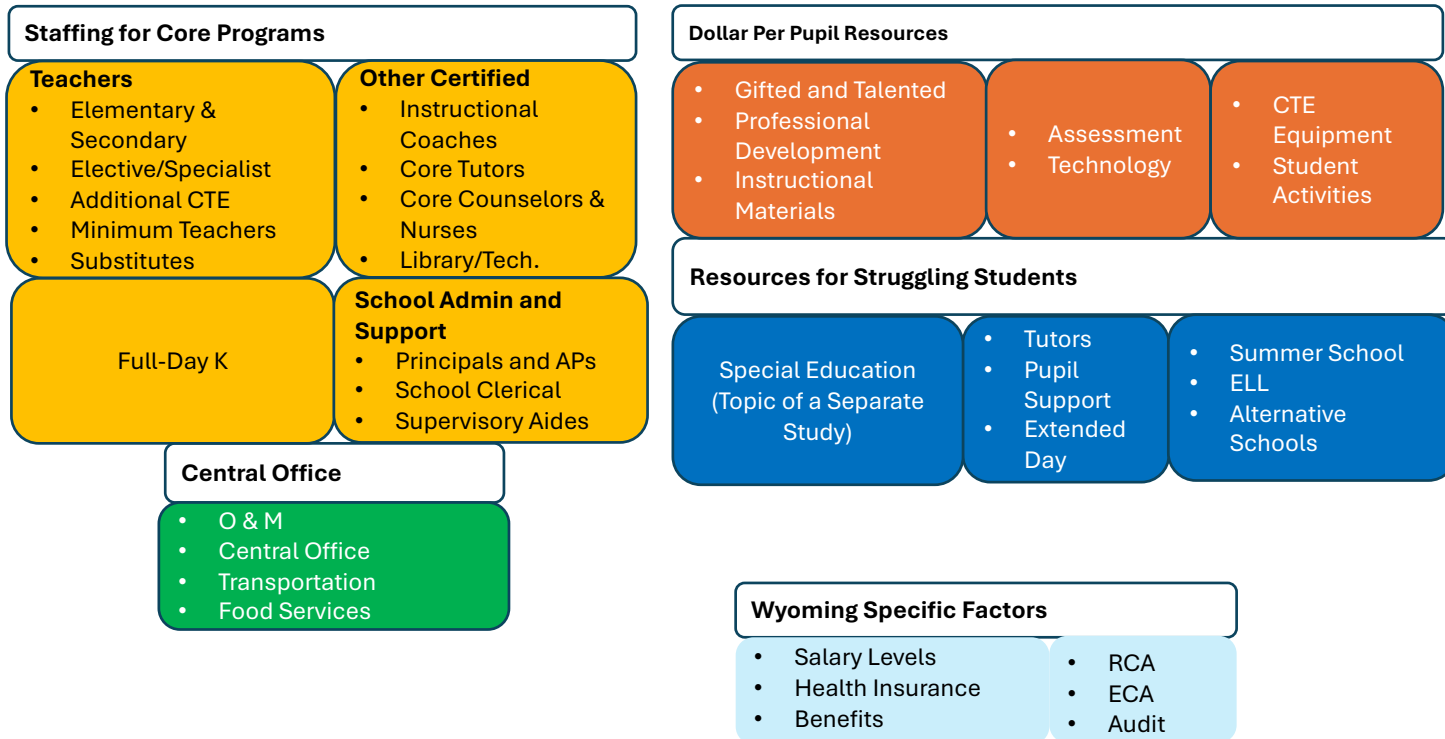 Staffing for Core Programs
Teachers
• Elementary &
Secondary
• Elective/Specialist
• Additional CTE
• Minimum Teachers
• Substitutes
Other Certified
• Instructional
Coaches
• Core Tutors
• Core Counselors &
Nurses
• Library/Tech.
Full-Day K
School Admin and
Support
• Principals and APs
• School Clerical
• Supervisory Aides
Central Office
• O & M
• Central Office
• Transportation
• Food Services
Dollar Per Pupil Resources
• Gifted and Talented
• Professional
Development
• Instructional
Materials
• Assessment
• Technology
• CTE
Equipment
• Student
Activities
Resources for Struggling Students
Special Education
(Topic of a Separate
Study)
• Tutors
• Pupil
Support
• Extended
Day
• Summer School
• ELL
• Alternative
Schools
Wyoming Specific Factors
• Salary Levels
• Health Insurance
• Benefits
• RCA
• ECA
• Audit